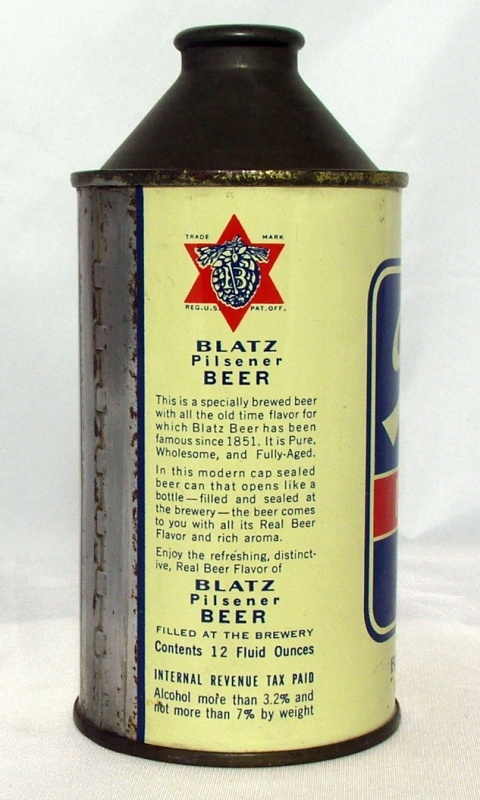 TRADE MARK
B
REG.U.S. PAT.OFF.
BLATZ
Pilsener
BEER
This is a specially brewed beer
with all the old time flavor for
which Blatz Beer has been
famous since 1851. It is Pure,
Wholesome, and Fully-Aged.
In this modern cap sealed
beer can that opens like a
bottle—filled and sealed at
the brewery—the beer comes
to you with all its Real Beer
Flavor and rich aroma.
Enjoy the refreshing, distinct-
ive, Real Beer Flavor of
BLATZ
Pilsener
BEER
FILLED AT THE BREWERY
Contents 12 Fluid Ounces
INTERNAL REVENUE TAX PAID
Alcohol more than 3.2% and
not more than 7% by weight